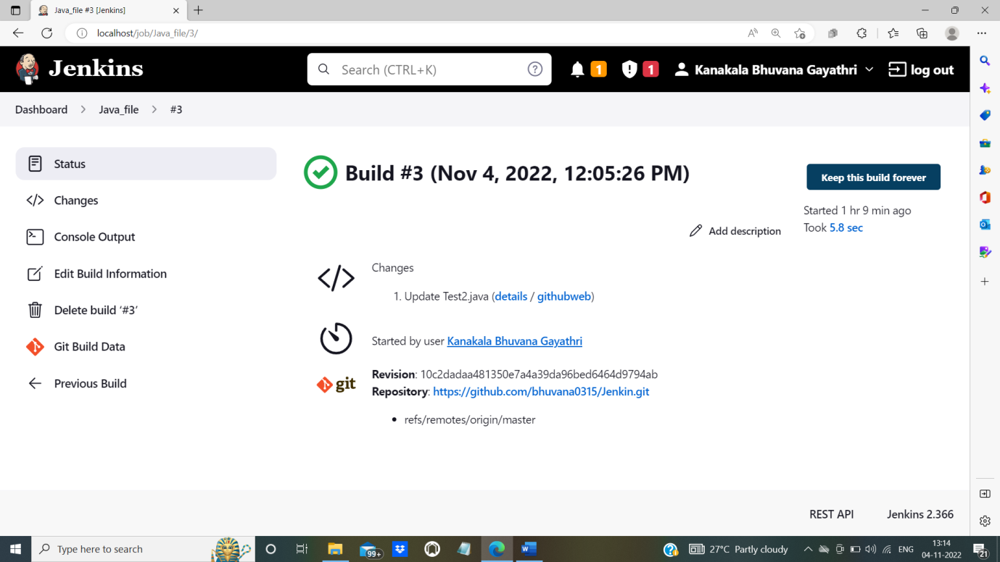 Java_file #3 [Jenkins]
localhost/job/Java_file/3/
Jenkins
Search (CTRL+K)
1
1
Kanakala Bhuvana Gayathri
log out
Dashboard > Java_file > #3
Status
Changes
Console Output
Edit Build Information
Delete build ‘#3’
Git Build Data
Previous Build
Build #3 (Nov 4, 2022, 12:05:26 PM)
Keep this build forever
Started 1 hr 9 min ago
Took 5.8 sec
Add description
Changes
1. Update Test2.java (details / githubweb)
Started by user Kanakala Bhuvana Gayathri
git
Revision: 10c2dadaa481350e7a4a39da96bed6464d9794ab
Repository: https://github.com/bhuvana0315/Jenkin.git
• refs/remotes/origin/master
REST API
Jenkins 2.366
Type here to search
99+
27°C Partly cloudy
ENG
13:14
04-11-2022
21